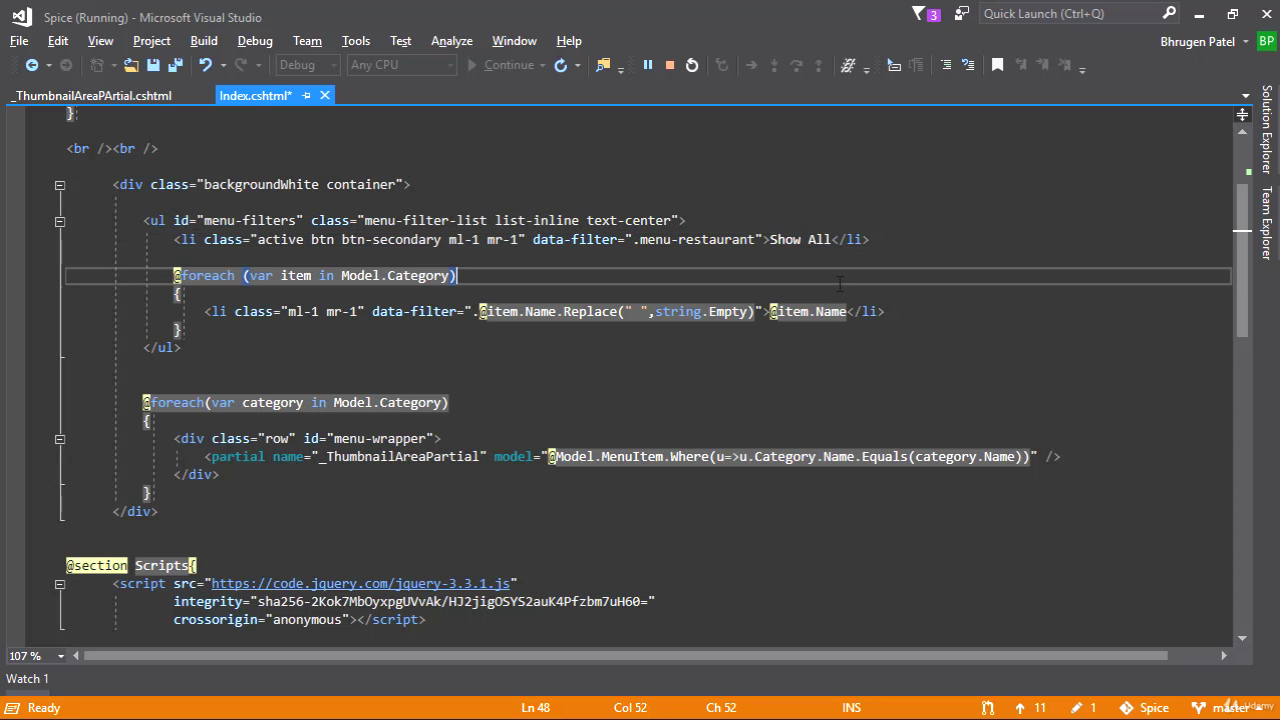 Spice (Running) - Microsoft Visual Studio
3
Quick Launch (Ctrl+Q)
File Edit View Project Build Debug Team Tools Test Analyze Window Help
Bhrugen Patel BP
Debug Any CPU Continue
_ThumbnailAreaPArtial.cshtml Index.cshtml*
Solution Explorer
Team Explorer
}
<br /><br />
<div class="backgroundWhite container">
<ul id="menu-filters" class="menu-filter-list list-inline text-center">
<li class="active btn btn-secondary ml-1 mr-1" data-filter=".menu-restaurant">Show All</li>
@foreach (var item in Model.Category)
{
<li class="ml-1 mr-1" data-filter=".@item.Name.Replace(" ",string.Empty)">@item.Name</li>
}
</ul>
@foreach(var category in Model.Category)
{
<div class="row" id="menu-wrapper">
<partial name="_ThumbnailAreaPartial" model="@Model.MenuItem.Where(u=>u.Category.Name.Equals(category.Name))" />
</div>
}
</div>
@section Scripts{
<script src="https://code.jquery.com/jquery-3.3.1.js"
integrity="sha256-2Kok7MbOyxpgUVvAk/HJ2jigOSYS2auK4Pfzbm7uH60="
crossorigin="anonymous"></script>
107 %
Watch 1
Ready Ln 48 Col 52 Ch 52 INS 11 1 Spice master
Udemy